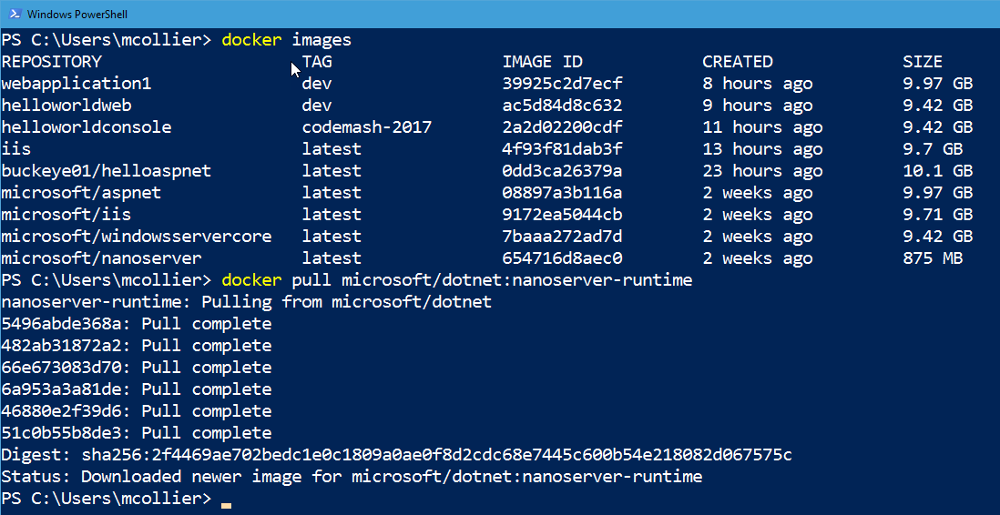 Windows PowerShell
PS C:\Users\mcollier> docker images
REPOSITORY TAG IMAGE ID CREATED SIZE
webapplication1 dev 39925c2d7ecf 8 hours ago 9.97 GB
helloworldweb dev ac5d84d8c632 9 hours ago 9.42 GB
helloworldconsole codemash-2017 2a2d02200cdf 11 hours ago 9.42 GB
iis latest 4f93f81dab3f 13 hours ago 9.7 GB
buckeye01/helloaspnet latest 0dd3ca26379a 23 hours ago 10.1 GB
microsoft/aspnet latest 08897a3b116a 2 weeks ago 9.97 GB
microsoft/iis latest 9172ea5044cb 2 weeks ago 9.71 GB
microsoft/windowsservercore latest 7baaa272ad7d 2 weeks ago 9.42 GB
microsoft/nanoserver latest 654716d8aec0 2 weeks ago 875 MB
PS C:\Users\mcollier> docker pull microsoft/dotnet:nanoserver-runtime
nanoserver-runtime: Pulling from microsoft/dotnet
5496abde368a: Pull complete
482ab31872a2: Pull complete
66e673083d70: Pull complete
6a953a3a81de: Pull complete
46880e2f39d6: Pull complete
51c0b55b8de3: Pull complete
Digest: sha256:2f4469ae702bedc1e0c1809a0ae0f8d2cdc68e7445c600b54e218082d067575c
Status: Downloaded newer image for microsoft/dotnet:nanoserver-runtime
PS C:\Users\mcollier>